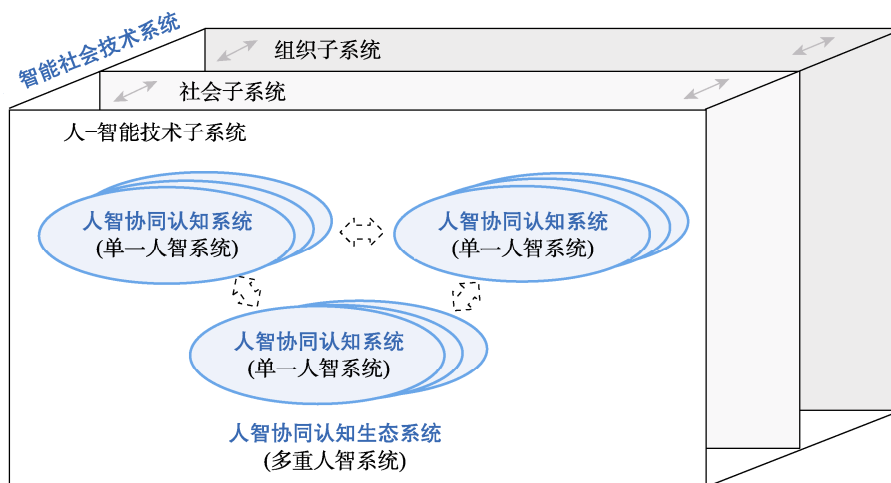 智能社会技术系统
组织子系统
社会子系统
人-智能技术子系统
人智协同认知系统
(单一人智系统)
人智协同认知系统
(单一人智系统)
人智协同认知系统
(单一人智系统)
人智协同认知生态系统
(多重人智系统)